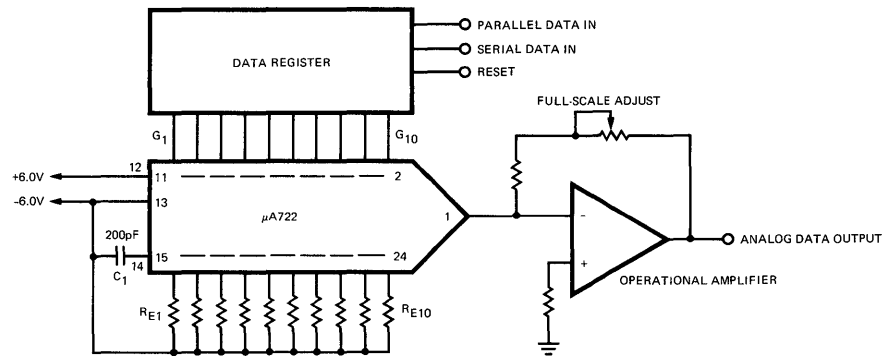 PARALLEL DATA IN
SERIAL DATA IN
DATA REGISTER
RESET
FULL-SCALE ADJUST
G1
G10
12
+6.0V
11
2
-6.0V
13
μA722
1
-
200pF
ANALOG DATA OUTPUT
14
15
24
+
C1
OPERATIONAL AMPLIFIER
RE1
RE10